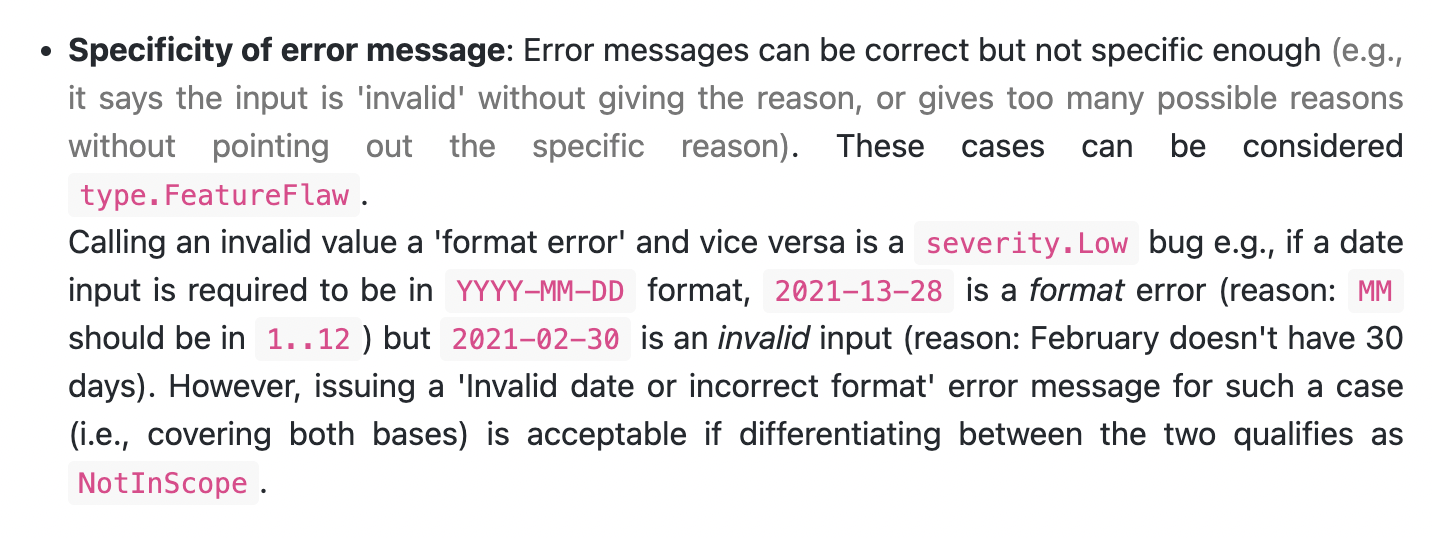 • Specificity of error message: Error messages can be correct but not specific enough (e.g.,
it says the input is 'invalid' without giving the reason, or gives too many possible reasons
without pointing out the specific reason). These cases can be considered
type.FeatureFlaw.
Calling an invalid value a 'format error' and vice versa is a severity.Low bug e.g., if a date
input is required to be in YYYY-MM-DD format, 2021-13-28 is a format error (reason: MM
should be in 1..12 ) but 2021-02-30 is an invalid input (reason: February doesn't have 30
days). However, issuing a 'Invalid date or incorrect format' error message for such a case
(i.e., covering both bases) is acceptable if differentiating between the two qualifies as
NotInScope .